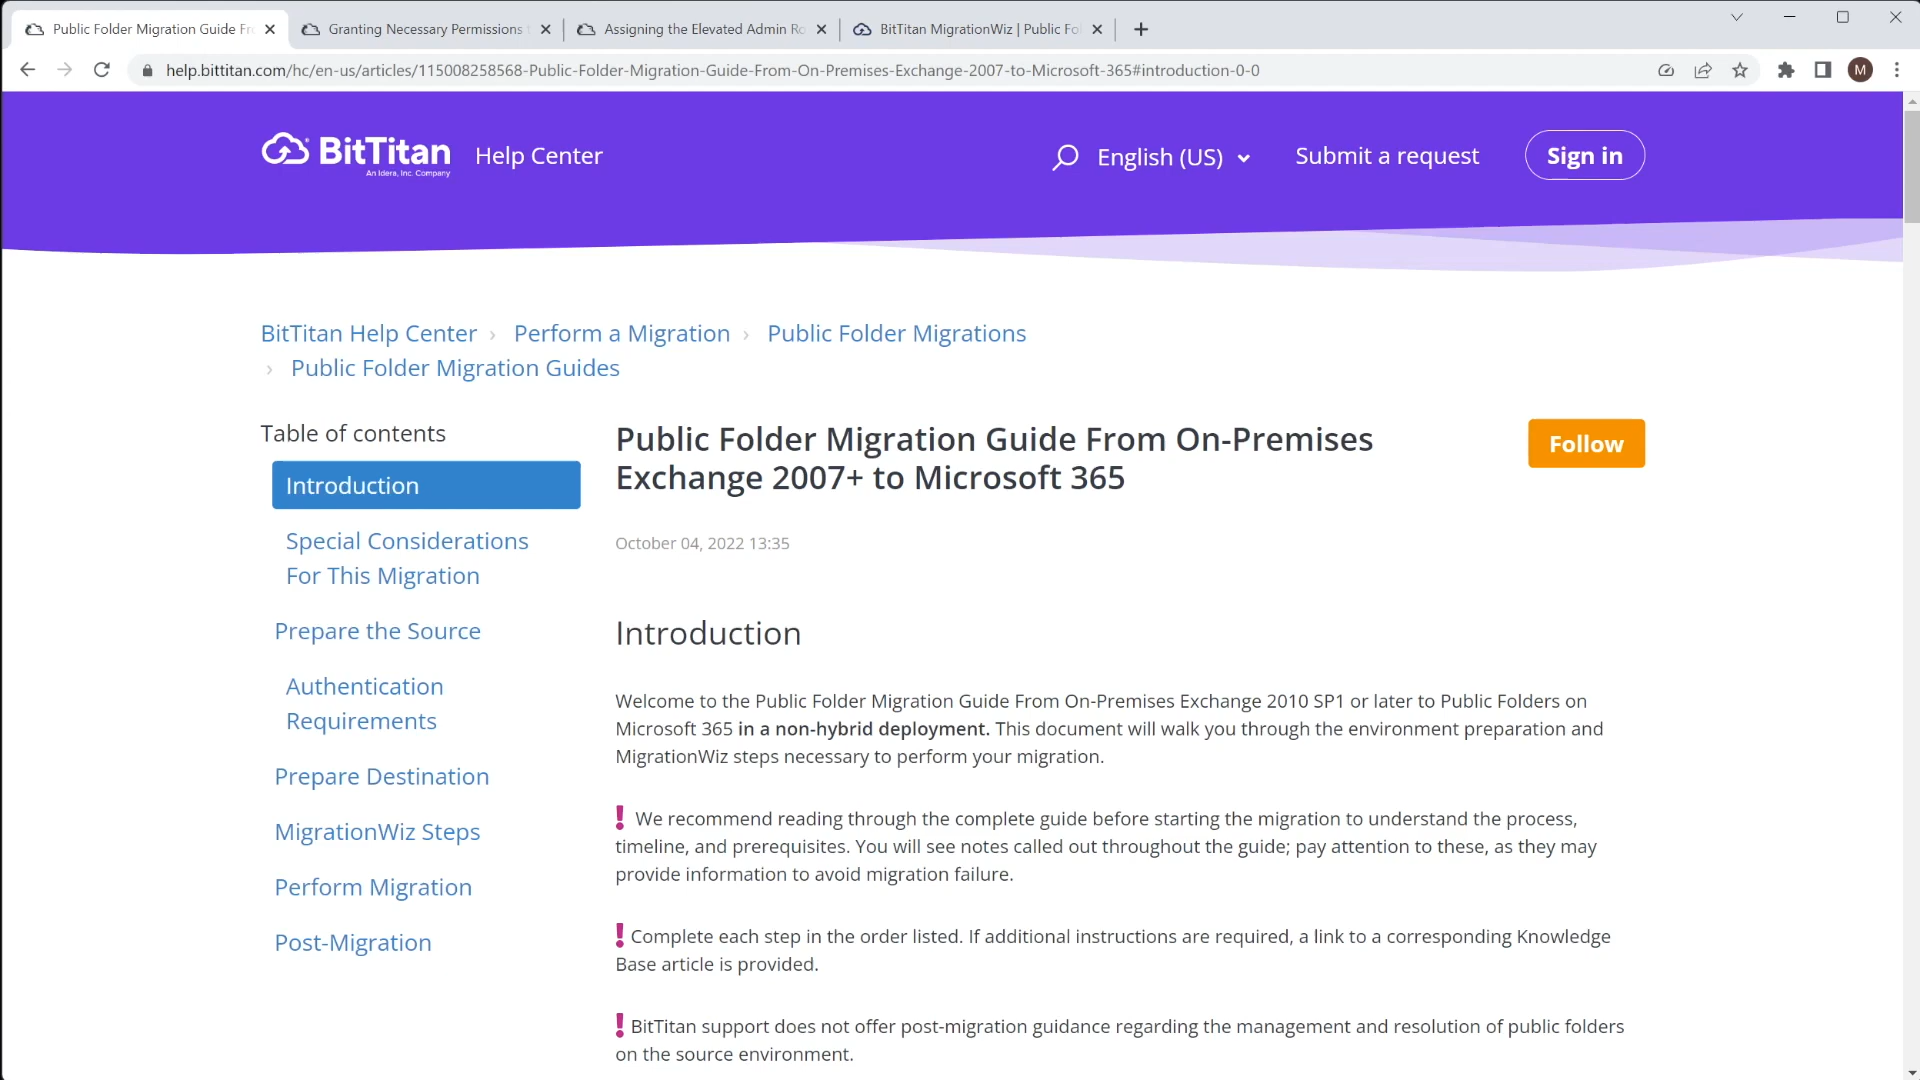 Public Folder Migration Guide Fr
Granting Necessary Permissions
Assigning the Elevated Admin Ro
BitTitan MigrationWiz | Public Fo
help.bittitan.com/hc/en-us/articles/115008258568-Public-Folder-Migration-Guide-From-On-Premises-Exchange-2007-to-Microsoft-365#introduction-0-0
M
BitTitan
An Idera, Inc. Company
Help Center
English (US)
Submit a request
Sign in
BitTitan Help Center › Perform a Migration › Public Folder Migrations
› Public Folder Migration Guides
Table of contents
Introduction
Special Considerations
For This Migration
Prepare the Source
Authentication
Requirements
Prepare Destination
MigrationWiz Steps
Perform Migration
Post-Migration
Public Folder Migration Guide From On-Premises
Exchange 2007+ to Microsoft 365
Follow
October 04, 2022 13:35
Introduction
Welcome to the Public Folder Migration Guide From On-Premises Exchange 2010 SP1 or later to Public Folders on
Microsoft 365 in a non-hybrid deployment. This document will walk you through the environment preparation and
MigrationWiz steps necessary to perform your migration.
! We recommend reading through the complete guide before starting the migration to understand the process,
timeline, and prerequisites. You will see notes called out throughout the guide; pay attention to these, as they may
provide information to avoid migration failure.
! Complete each step in the order listed. If additional instructions are required, a link to a corresponding Knowledge
Base article is provided.
! BitTitan support does not offer post-migration guidance regarding the management and resolution of public folders
on the source environment.